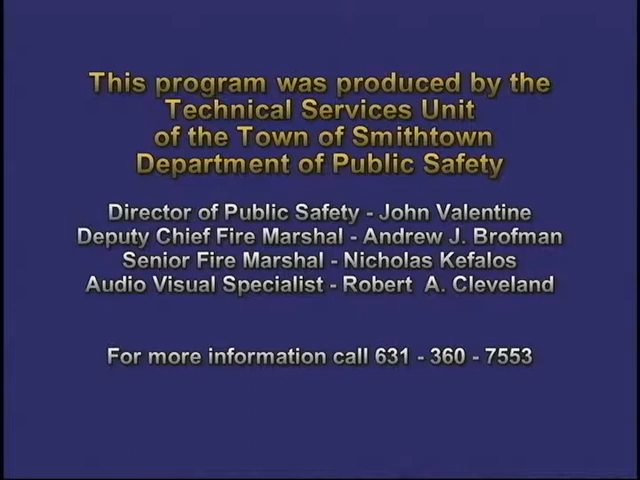 This program was produced by the
Technical Services Unit
of the Town of Smithtown
Department of Public Safety
Director of Public Safety - John Valentine
Deputy Chief Fire Marshal - Andrew J. Brofman
Senior Fire Marshal - Nicholas Kefalos
Audio Visual Specialist - Robert A. Cleveland
For more information call 631 - 360 - 7553